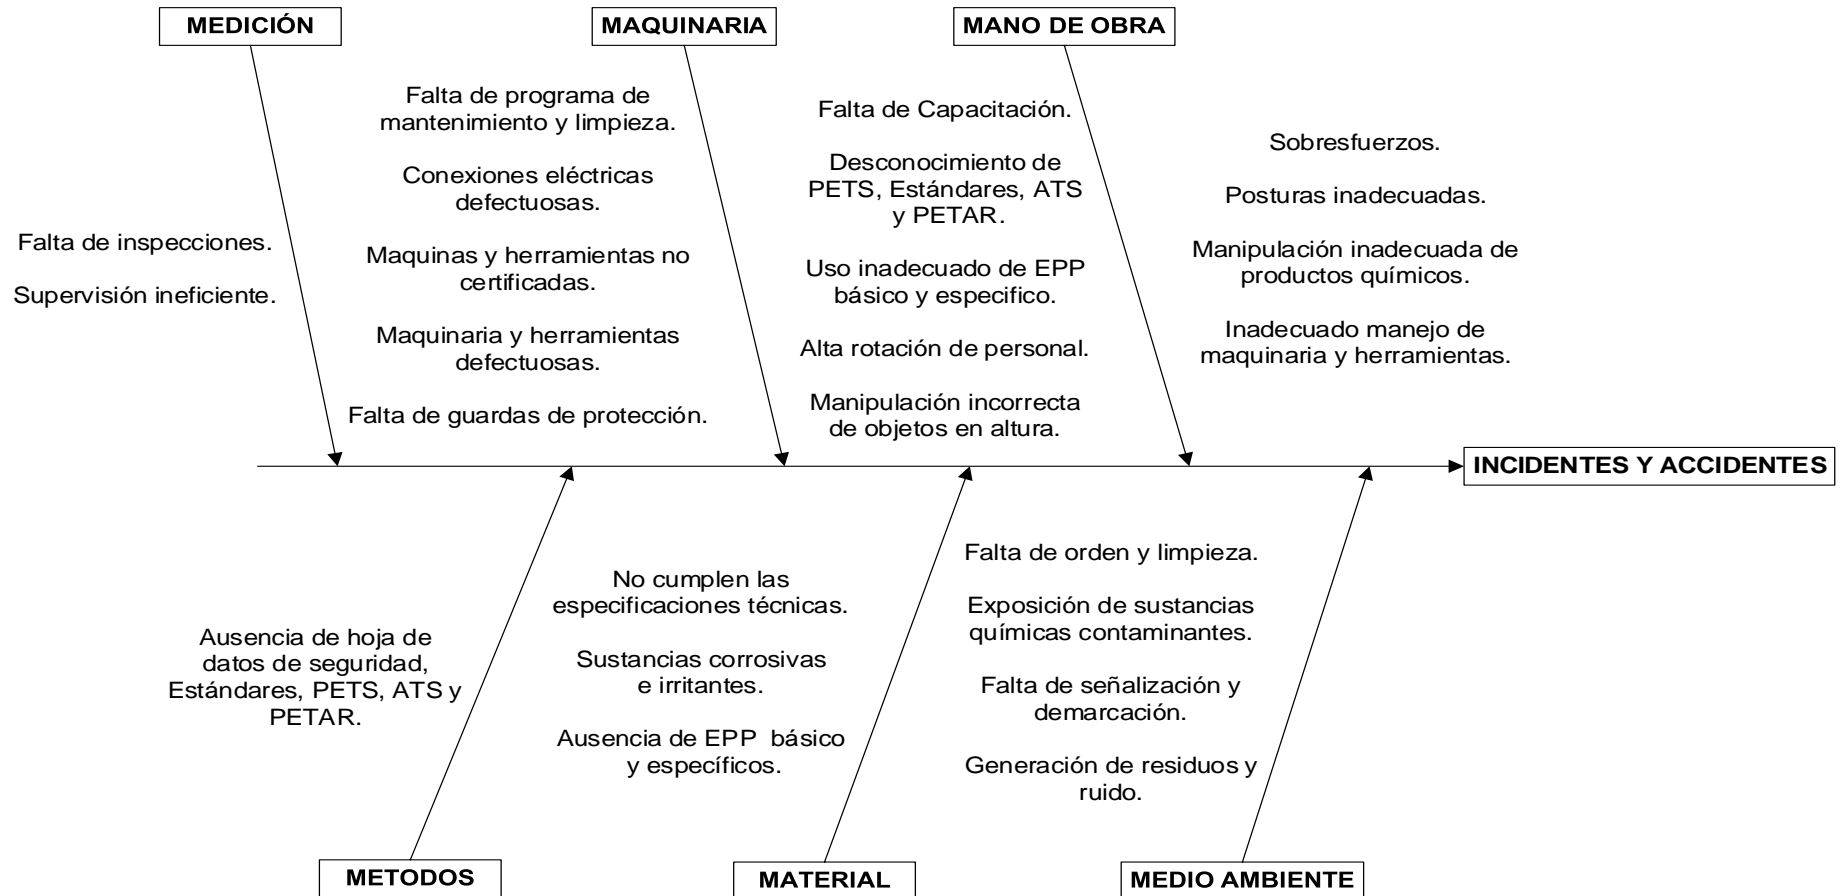 MEDICIÓN
MAQUINARIA
MANO DE OBRA
Falta de inspecciones.
Supervisión ineficiente.
Falta de programa de
mantenimiento y limpieza.
Conexiones eléctricas
defectuosas.
Maquinas y herramientas no
certificadas.
Maquinaria y herramientas
defectuosas.
Falta de guardas de protección.
Falta de Capacitación.
Desconocimiento de
PETS, Estándares, ATS
y PETAR.
Uso inadecuado de EPP
básico y especifico.
Alta rotación de personal.
Manipulación incorrecta
de objetos en altura.
Sobresfuerzos.
Posturas inadecuadas.
Manipulación inadecuada de
productos químicos.
Inadecuado manejo de
maquinaria y herramientas.
INCIDENTES Y ACCIDENTES
Ausencia de hoja de
datos de seguridad,
Estándares, PETS, ATS y
PETAR.
No cumplen las
especificaciones técnicas.
Sustancias corrosivas
e irritantes.
Ausencia de EPP básico
y específicos.
Falta de orden y limpieza.
Exposición de sustancias
químicas contaminantes.
Falta de señalización y
demarcación.
Generación de residuos y
ruido.
METODOS
MATERIAL
MEDIO AMBIENTE